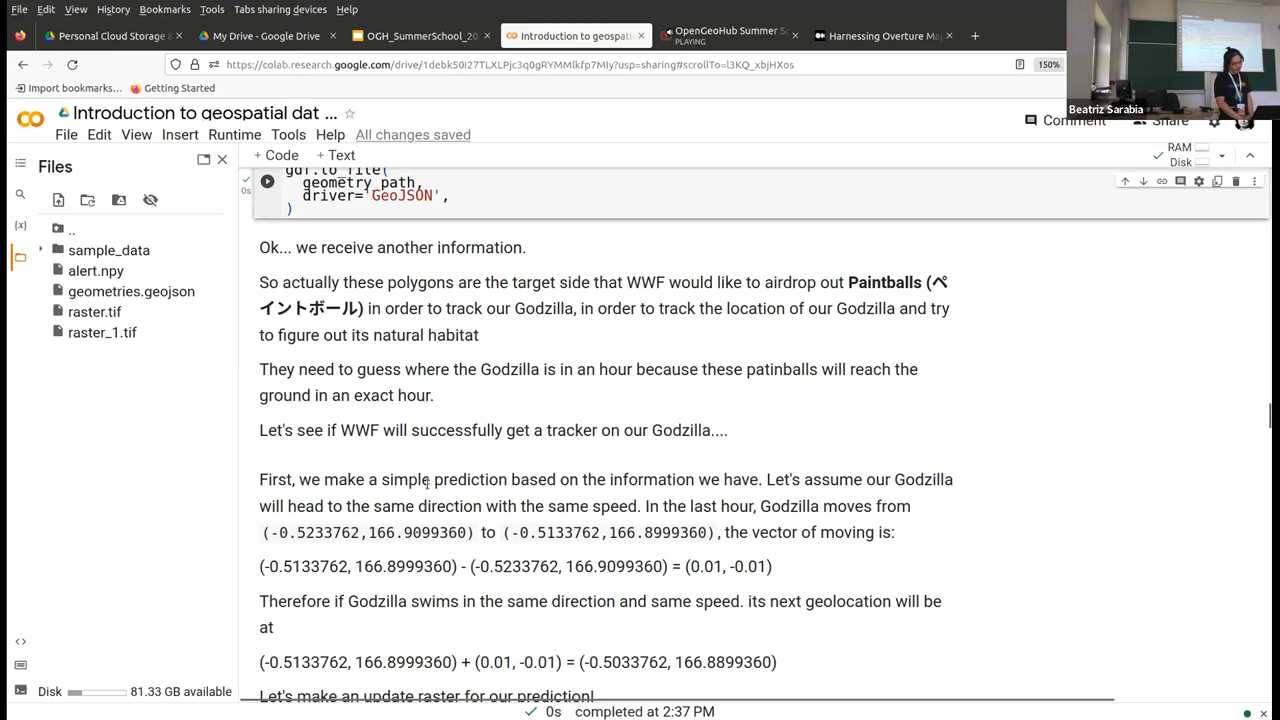 File Edit View History Bookmarks Tools Tabs sharing devices Help
Personal Cloud Storage &
My Drive - Google Drive
OGH_SummerSchool_20
Introduction to geospati
OpenGeoHub Summer S
PLAYING
Harnessing Overture Ma
https://colab.research.google.com/drive/1debk50I27TLXLPjc3q0gRYMMlkfp7MIy?usp=sharing#scrollTo=l3KQ_xbjHXos
150%
Import bookmarks...
Getting Started
Beatriz Sarabia
Introduction to geospatial dat ...
File Edit View Insert Runtime Tools Help All changes saved
Comment
Share
Files
+ Code + Text
RAM
Disk
..
sample_data
alert.npy
geometries.geojson
raster.tif
raster_1.tif
0s
gdf.to_file(
geometry_path,
driver='GeoJSON',
)
Ok... we receive another information.
So actually these polygons are the target side that WWF would like to airdrop out Paintballs (ペ
イントボール) in order to track our Godzilla, in order to track the location of our Godzilla and try
to figure out its natural habitat
They need to guess where the Godzilla is in an hour because these patinballs will reach the
ground in an exact hour.
Let's see if WWF will successfully get a tracker on our Godzilla....
First, we make a simple prediction based on the information we have. Let's assume our Godzilla
will head to the same direction with the same speed. In the last hour, Godzilla moves from
(-0.5233762,166.9099360) to (-0.5133762,166.8999360), the vector of moving is:
(-0.5133762, 166.8999360) - (-0.5233762, 166.9099360) = (0.01, -0.01)
Therefore if Godzilla swims in the same direction and same speed. its next geolocation will be
at
(-0.5133762, 166.8999360) + (0.01, -0.01) = (-0.5033762, 166.8899360)
Let's make an update raster for our prediction!
Disk 81.33 GB available
0s completed at 2:37 PM